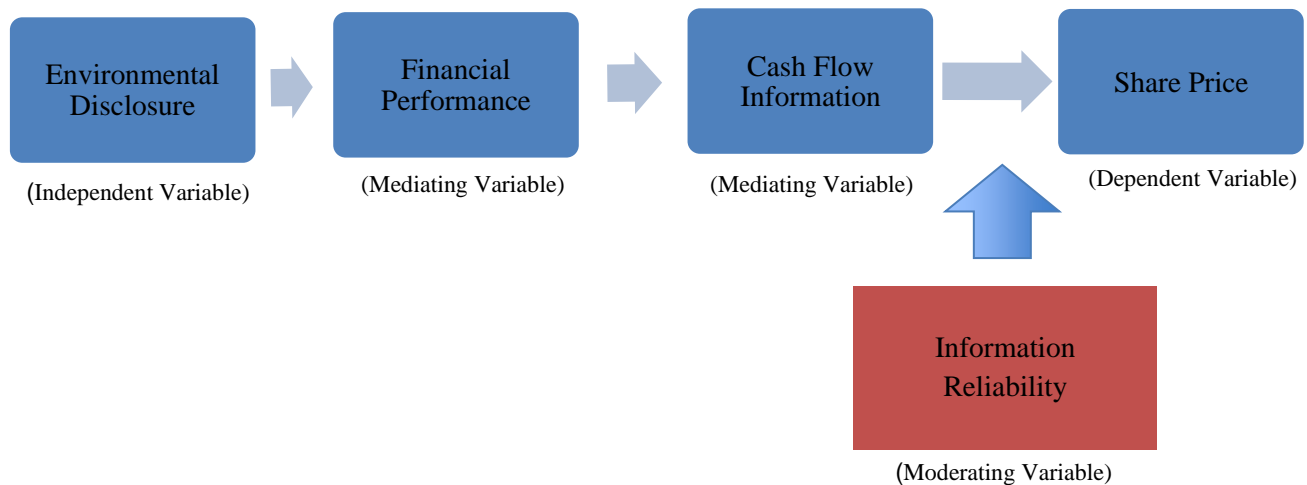 Environmental
Disclosure
Financial
Performance
Cash Flow
Information
Share Price
(Independent Variable)
(Mediating Variable)
(Mediating Variable)
(Dependent Variable)
Information
Reliability
(Moderating Variable)